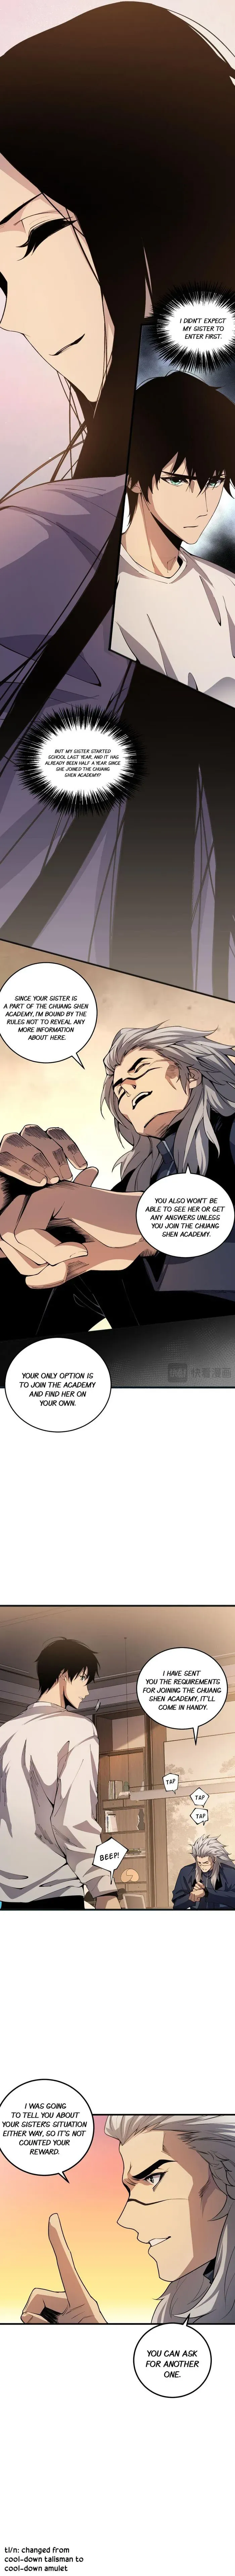 I DIDN'T EXPECT
MY SISTER TO
ENTER FIRST.
BUT MY SISTER STARTED
SCHOOL LAST YEAR, AND IT HAS
ALREADY BEEN HALF A YEAR SINCE
SHE JOINED THE CHUANG
SHEN ACADEMY?
SINCE YOUR SISTER IS
A PART OF THE CHUANG SHEN
ACADEMY, I'M BOUND BY THE
RULES NOT TO REVEAL ANY
MORE INFORMATION
ABOUT HERE.
YOU ALSO WON'T BE
ABLE TO SEE HER OR GET
ANY ANSWERS UNLESS
YOU JOIN THE CHUANG
SHEN ACADEMY.
YOUR ONLY OPTION IS
TO JOIN THE ACADEMY
AND FIND HER ON
YOUR OWN.
快看漫画
I HAVE SENT
YOU THE REQUIREMENTS
FOR JOINING THE CHUANG
SHEN ACADEMY, IT'LL
COME IN HANDY.
TAP
TAP
TAP
BEEP!
I WAS GOING
TO TELL YOU ABOUT
YOUR SISTER'S SITUATION
EITHER WAY, SO IT'S NOT
COUNTED YOUR
REWARD.
YOU CAN ASK
FOR ANOTHER
ONE.
tl/n: changed from
cool-down talisman to
cool-down amulet